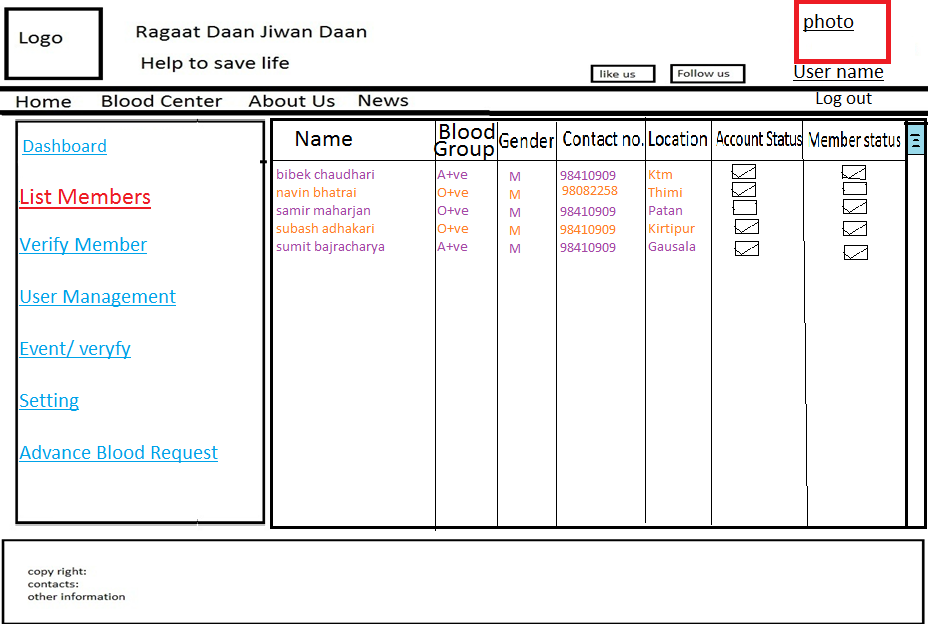 Logo
Ragaat Daan Jiwan Daan
Help to save life
like us
Follow us
photo
User name
Home Blood Center About Us News
Log out
Dashboard
List Members
Verify Member
User Management
Event/ veryfy
Setting
Advance Blood Request
Name Blood Group Gender Contact no. Location Account Status Member status
bibek chaudhari A+ve M 98410909 Ktm
navin bhatrai O+ve M 98082258 Thimi
samir maharjan O+ve M 98410909 Patan
subash adhakari O+ve M 98410909 Kirtipur
sumit bajracharya A+ve M 98410909 Gausala
copy right:
contacts:
other information